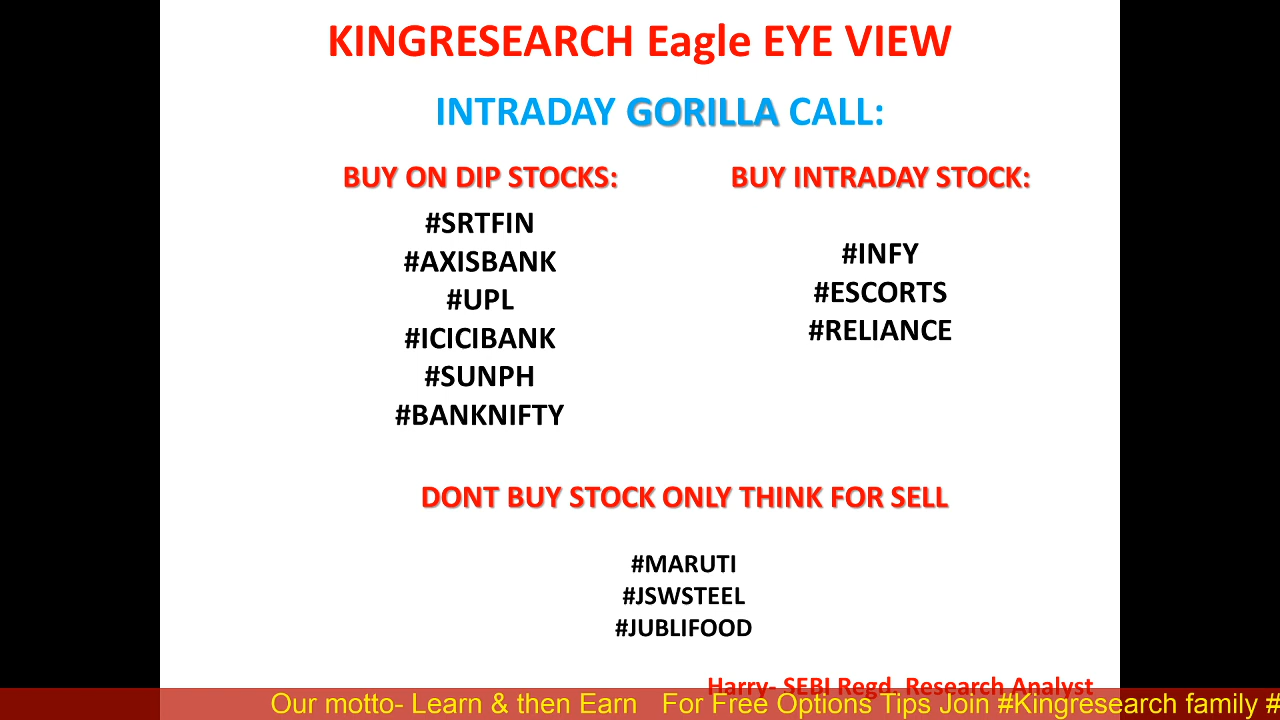 KINGRESEARCH Eagle EYE VIEW
INTRADAY GORILLA CALL:
BUY ON DIP STOCKS:
#SRTFIN
#AXISBANK
#UPL
#ICICIBANK
#SUNPH
#BANKNIFTY
BUY INTRADAY STOCK:
#INFY
#ESCORTS
#RELIANCE
DONT BUY STOCK ONLY THINK FOR SELL
#MARUTI
#JSWSTEEL
#JUBLIFOOD
Harry- SEBI Regd. Research Analyst
Our motto- Learn & then Earn For Free Options Tips Join #Kingresearch family #